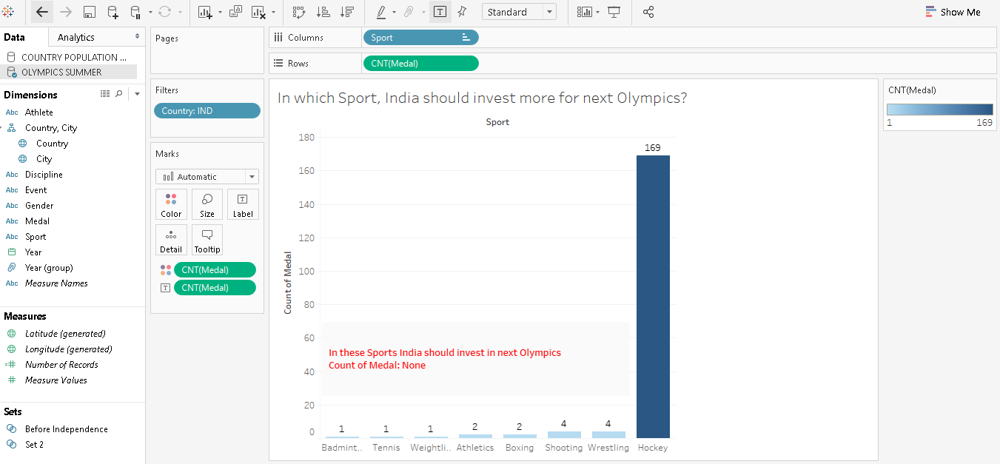 Standard
Show Me
Data
Analytics
COUNTRY POPULATION ...
OLYMPICS SUMMER
Dimensions
Abc Athlete
Country, City
Country
City
Abc Discipline
Abc Event
Abc Gender
Abc Medal
Abc Sport
Year
Year (group)
Abc Measure Names
Measures
Latitude (generated)
Longitude (generated)
Number of Records
Measure Values
Sets
Before Independence
Set 2
Pages
Filters
Country: IND
Marks
Automatic
Color
Size
Label
Detail
Tooltip
CNT(Medal)
CNT(Medal)
Columns
Sport
Rows
CNT(Medal)
In which Sport, India should invest more for next Olympics?
Sport
Count of Medal
180
160
140
120
100
80
60
40
20
0
In these Sports India should invest in next Olympics
Count of Medal: None
1 1 1 2 2 4 4 169
Badmint.. Tennis Weightli.. Athletics Boxing Shooting Wrestling Hockey
CNT(Medal)
1 169